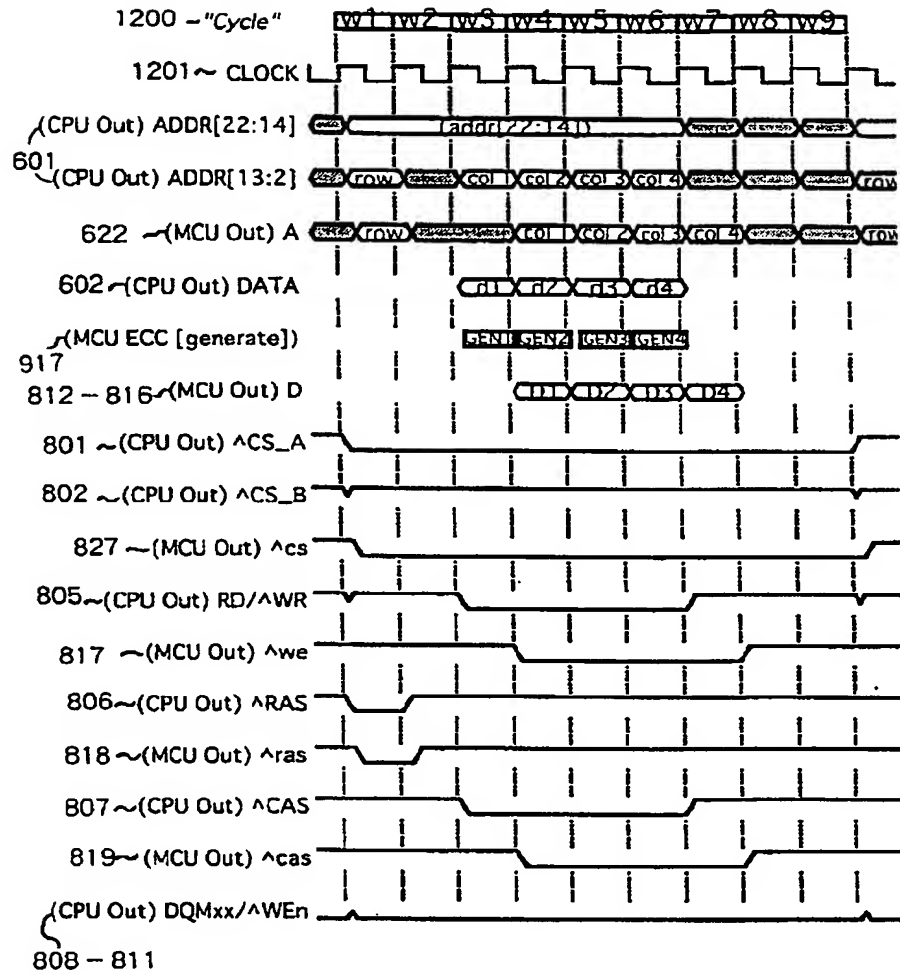 1200 - "Cycle" W1 W2 W3 W4 W5 W6 W7 W8 W9
1201 ~ CLOCK
(CPU Out) ADDR[22:14] (addr[22:14])
601
(CPU Out) ADDR[13:2] row col 1 col 2 col 3 col 4 row
622 ~(MCU Out) A row col 1 col 2 col 3 col 4 row
602 ~(CPU Out) DATA d1 d2 d3 d4
(MCU ECC [generate]) GEN1 GEN2 GEN3 GEN4
917
812 - 816 ~(MCU Out) D D1 D2 D3 D4
801 ~(CPU Out) ^CS_A
802 ~(CPU Out) ^CS_B
827 ~(MCU Out) ^cs
805 ~(CPU Out) RD/^WR
817 ~(MCU Out) ^we
806 ~(CPU Out) ^RAS
818 ~(MCU Out) ^ras
807 ~(CPU Out) ^CAS
819 ~(MCU Out) ^cas
(CPU Out) DQMxx/^WEn
808 - 811